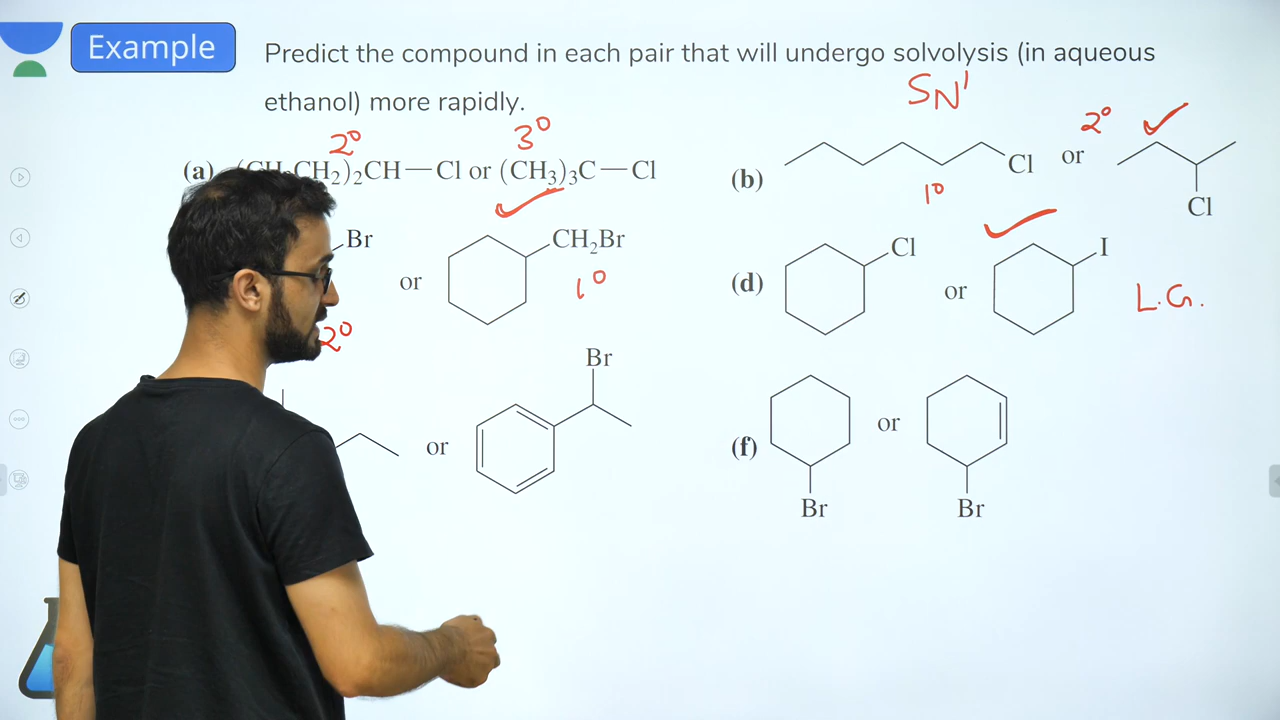 Example
Predict the compound in each pair that will undergo solvolysis (in aqueous
ethanol) more rapidly.
SN1
2° 3°
(a) H₂)₂CH—Cl or (CH₃)₃C—Cl
2°
(b) Cl or
1° Cl
Br or CH₂Br
1°
2°
(d) Cl or I
L.G.
or Br
(f) or
Br Br